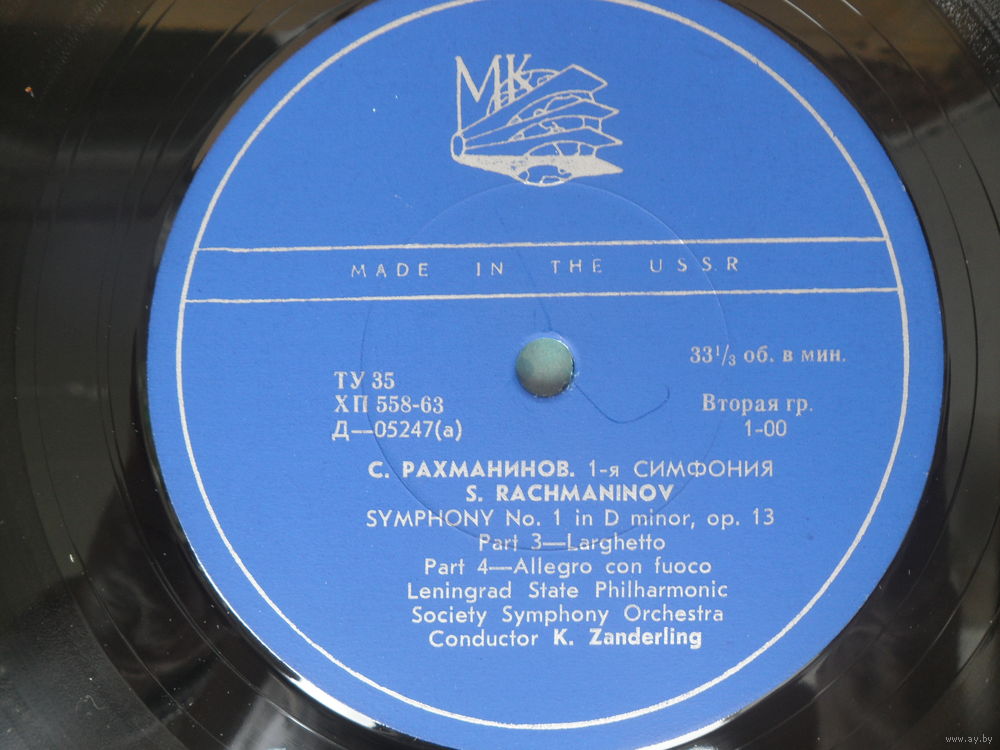 МК
MADE IN THE USSR
33 1/3 об. в мин.
ТУ 35
ХП 558-63
Д—05247(а)
Вторая гр.
1-00
С. РАХМАНИНОВ. 1-я СИМФОНИЯ
S. RACHMANINOV
SYMPHONY No. 1 in D minor, op. 13
Part 3—Larghetto
Part 4—Allegro con fuoco
Leningrad State Philharmonic
Society Symphony Orchestra
Conductor K. Zanderling
www.ay.by